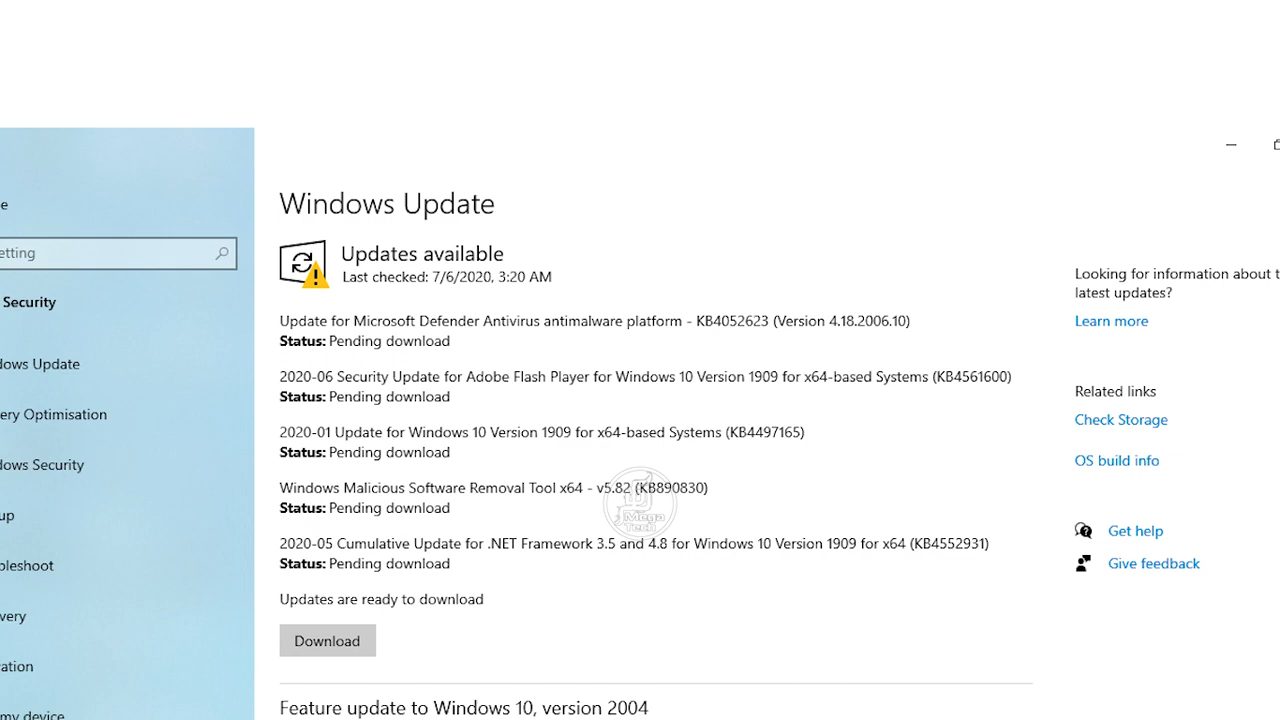 Windows Update
Updates available
Last checked: 7/6/2020, 3:20 AM
Update for Microsoft Defender Antivirus antimalware platform - KB4052623 (Version 4.18.2006.10)
Status: Pending download
2020-06 Security Update for Adobe Flash Player for Windows 10 Version 1909 for x64-based Systems (KB4561600)
Status: Pending download
2020-01 Update for Windows 10 Version 1909 for x64-based Systems (KB4497165)
Status: Pending download
Windows Malicious Software Removal Tool x64 - v5.82 (KB890830)
Status: Pending download
2020-05 Cumulative Update for .NET Framework 3.5 and 4.8 for Windows 10 Version 1909 for x64 (KB4552931)
Status: Pending download
Updates are ready to download
Download
Feature update to Windows 10, version 2004
e
etting
Security
dows Update
ery Optimisation
dows Security
up
bleshoot
very
ation
my device
Looking for information about t
latest updates?
Learn more
Related links
Check Storage
OS build info
Get help
Give feedback
Mega
Tech